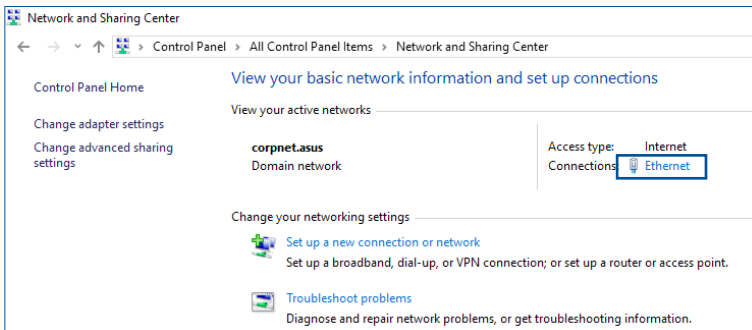 Network and Sharing Center
Control Panel > All Control Panel Items > Network and Sharing Center
Control Panel Home
Change adapter settings
Change advanced sharing
settings
View your basic network information and set up connections
View your active networks
corpnet.asus
Domain network
Access type: Internet
Connections: Ethernet
Change your networking settings
Set up a new connection or network
Set up a broadband, dial-up, or VPN connection; or set up a router or access point.
Troubleshoot problems
Diagnose and repair network problems, or get troubleshooting information.